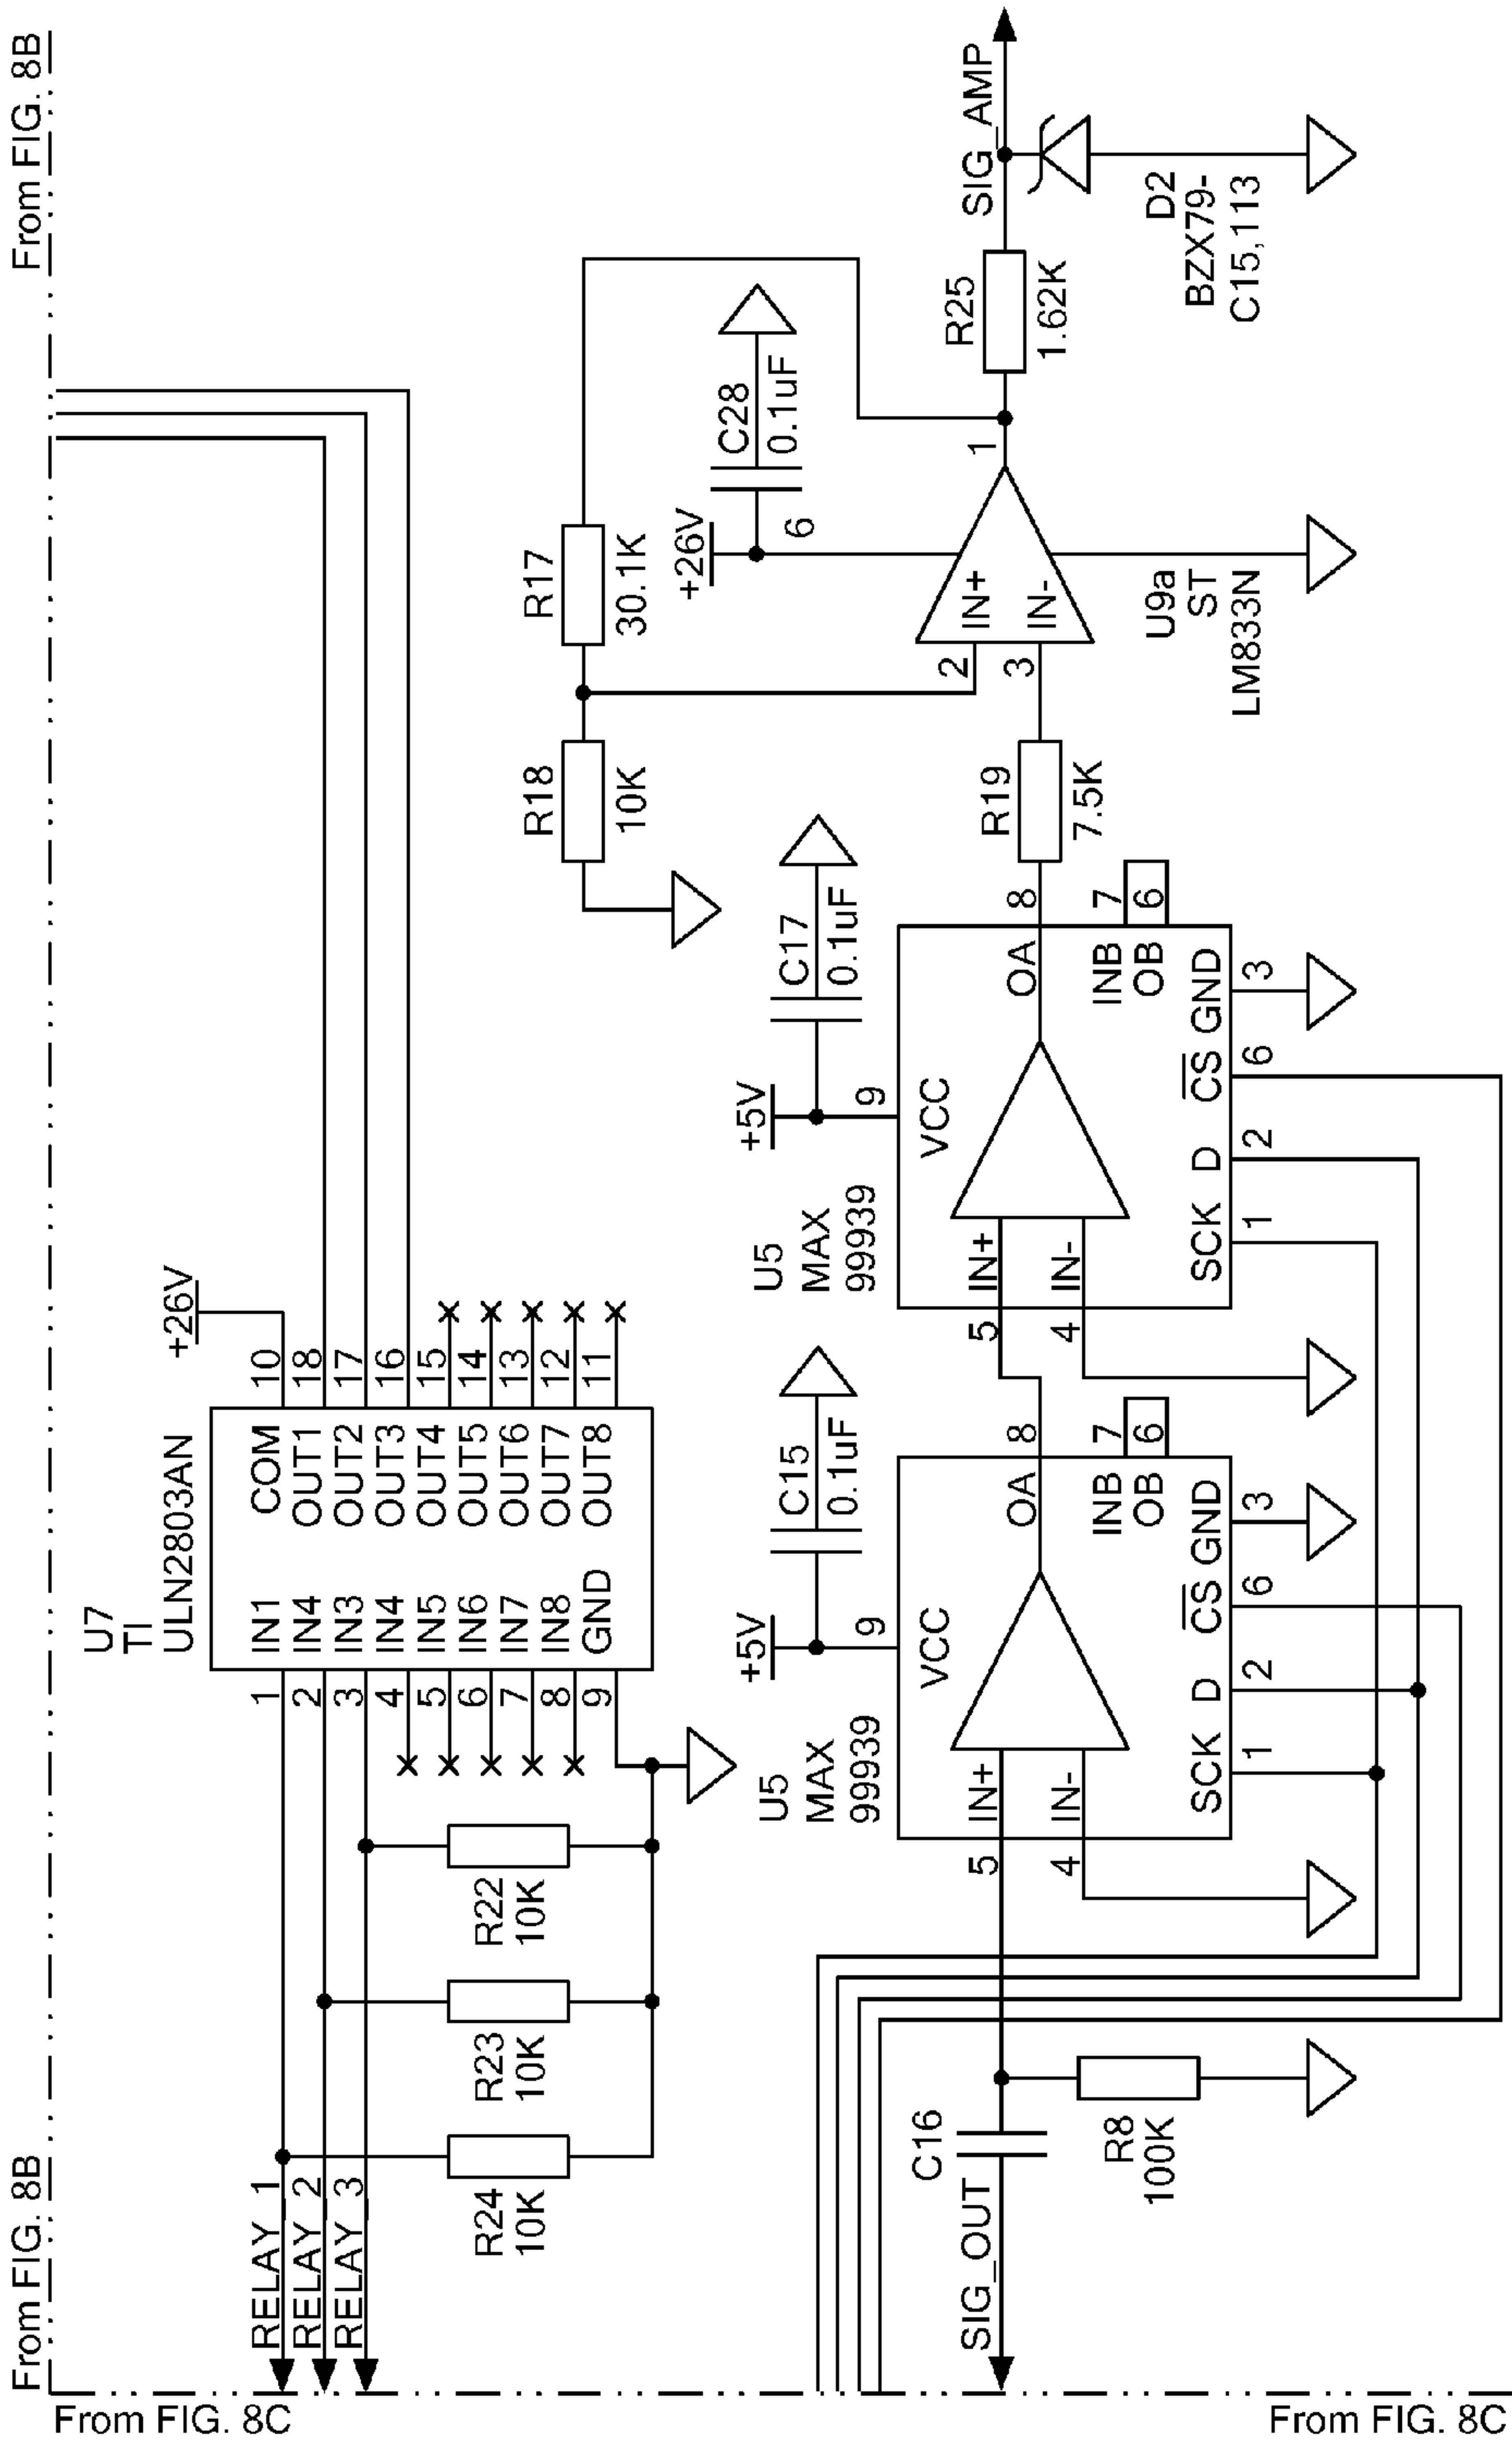 From FIG. 8B
From FIG. 8B
From FIG. 8C
From FIG. 8C
U7
TI
ULN2803AN
+26V
1
IN1
COM
10
2
IN4
OUT1
18
3
IN3
OUT2
17
4
IN4
OUT3
16
5
IN5
OUT4
15
6
IN6
OUT5
14
7
IN7
OUT6
13
8
IN8
OUT7
12
9
GND
OUT8
11
RELAY_1
RELAY_2
RELAY_3
R24
10K
R23
10K
R22
10K
R18
10K
R17
30.1K
+26V
C28
0.1uF
6
+5V
C15
0.1uF
9
U5
MAX
99939
VCC
5
IN+
4
IN-
OA
8
INB
7
OB
6
SCK
1
D
2
CS
6
GND
3
+5V
C17
0.1uF
9
U5
MAX
99939
VCC
5
IN+
4
IN-
OA
8
INB
7
OB
6
SCK
1
D
2
CS
6
GND
3
SIG_OUT
C16
R8
100K
R19
7.5K
2
IN+
3
IN-
1
U9a
ST
LM833N
R25
1.62K
SIG_AMP
D2
BZX79-
C15,113